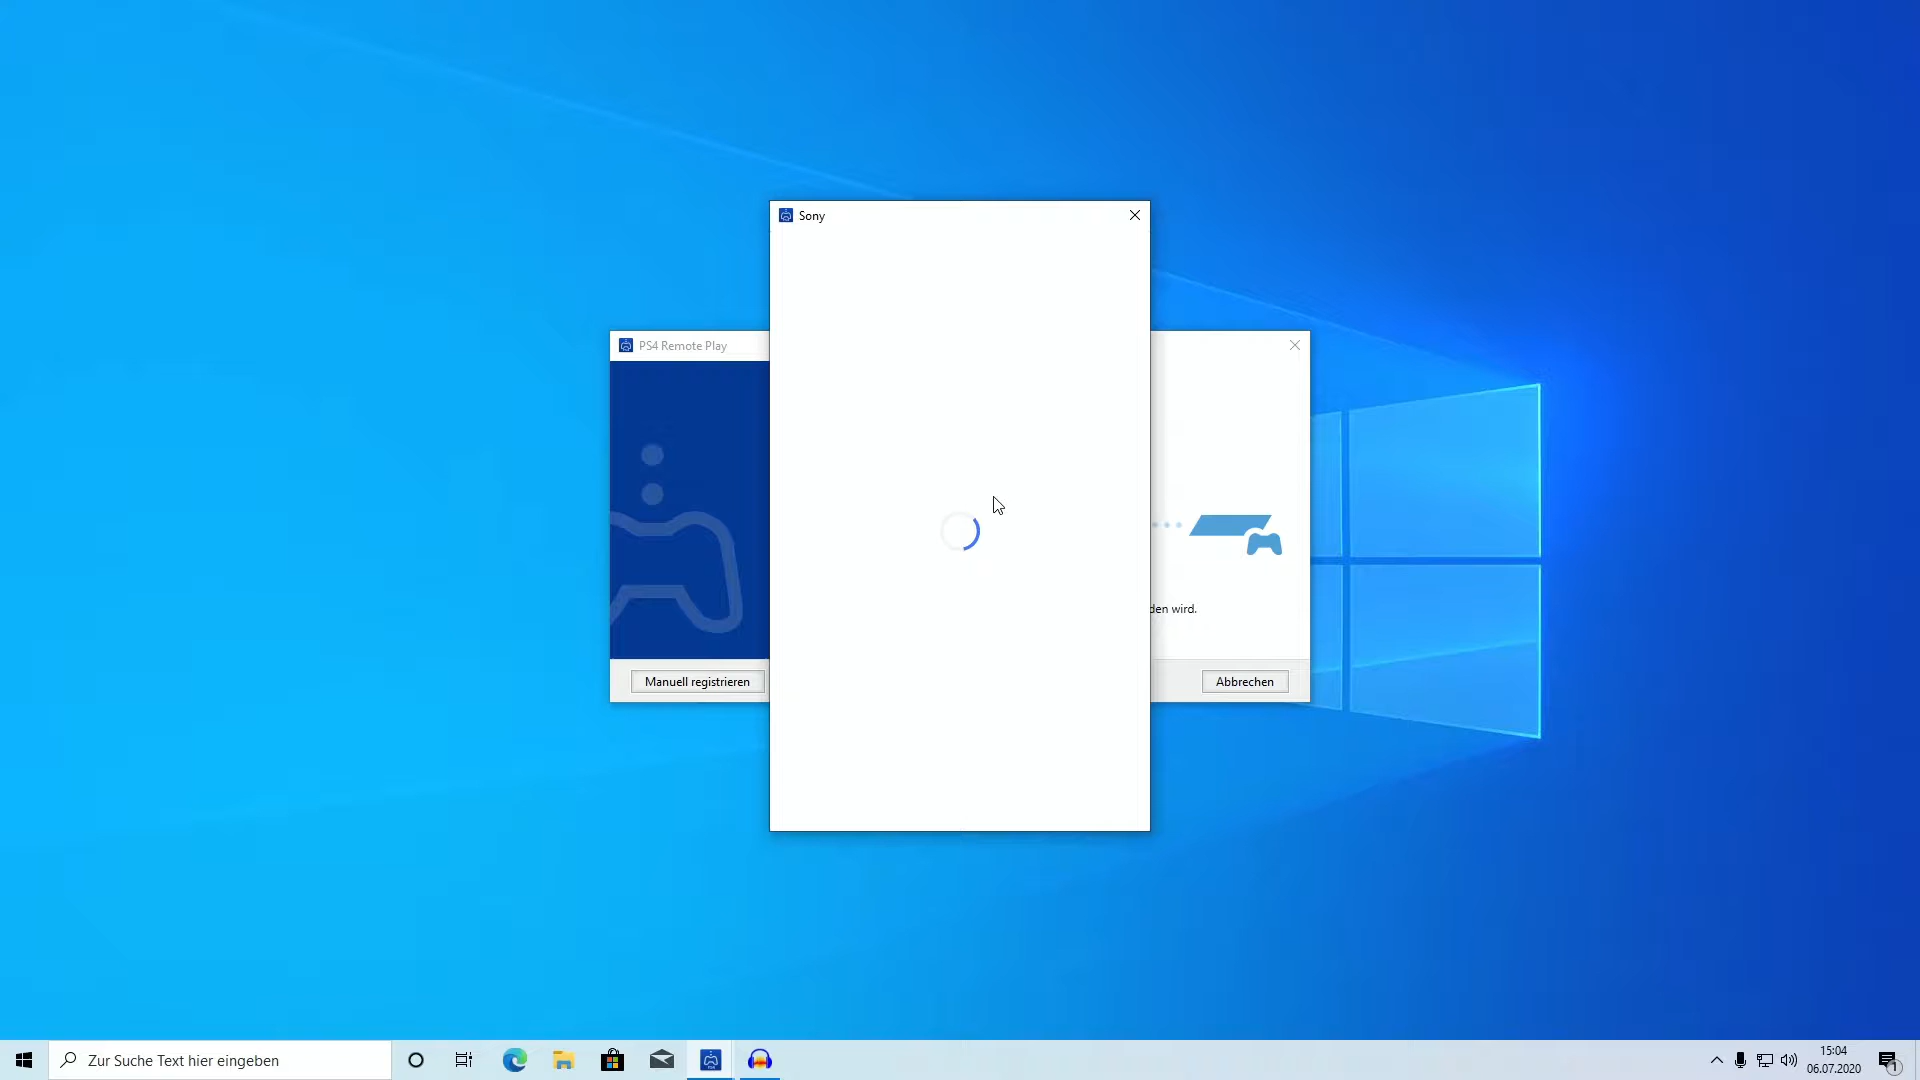 Sony
PS4 Remote Play
den wird.
Manuell registrieren
Abbrechen
Zur Suche Text hier eingeben
15:04
06.07.2020
1